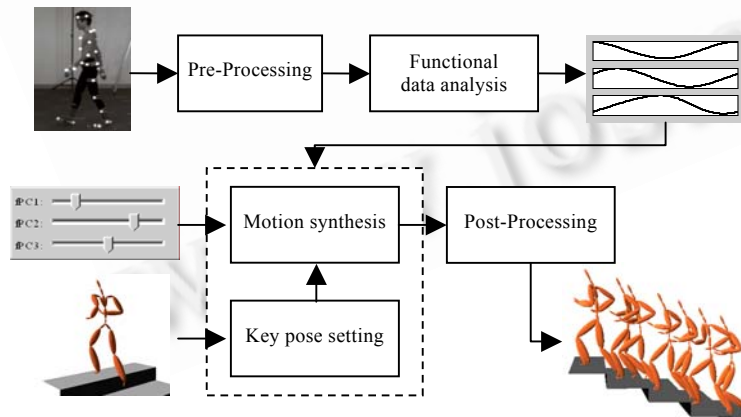 Pre-Processing
Functional
data analysis
fPC1:
fPC2:
fPC3:
Motion synthesis
Post-Processing
Key pose setting